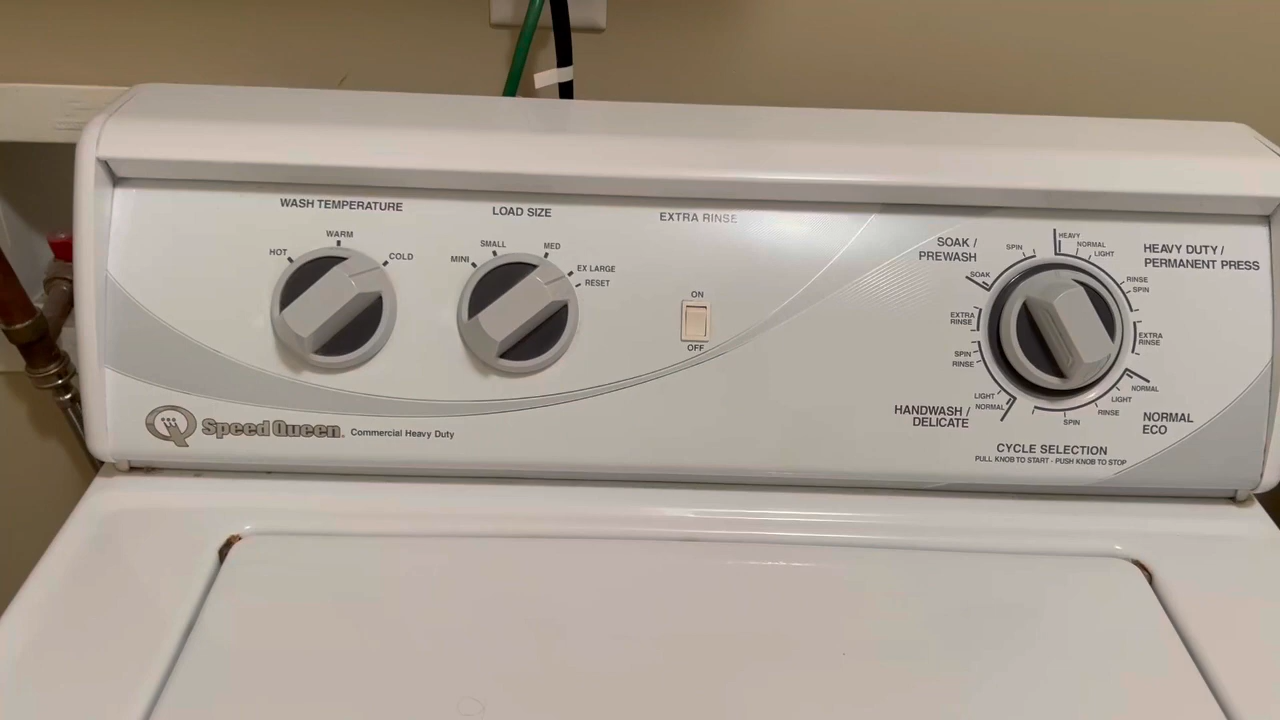 WASH TEMPERATURE
HOT
WARM
COLD
LOAD SIZE
MINI
SMALL
MED
EX LARGE
RESET
EXTRA RINSE
ON
OFF
SOAK /
PREWASH
SPIN
SOAK
EXTRA
RINSE
SPIN
RINSE
HEAVY
NORMAL
LIGHT
HEAVY DUTY /
PERMANENT PRESS
RINSE
SPIN
EXTRA
RINSE
NORMAL
LIGHT
RINSE
SPIN
NORMAL
ECO
LIGHT
NORMAL
HANDWASH /
DELICATE
CYCLE SELECTION
PULL KNOB TO START - PUSH KNOB TO STOP
Q Speed Queen. Commercial Heavy Duty